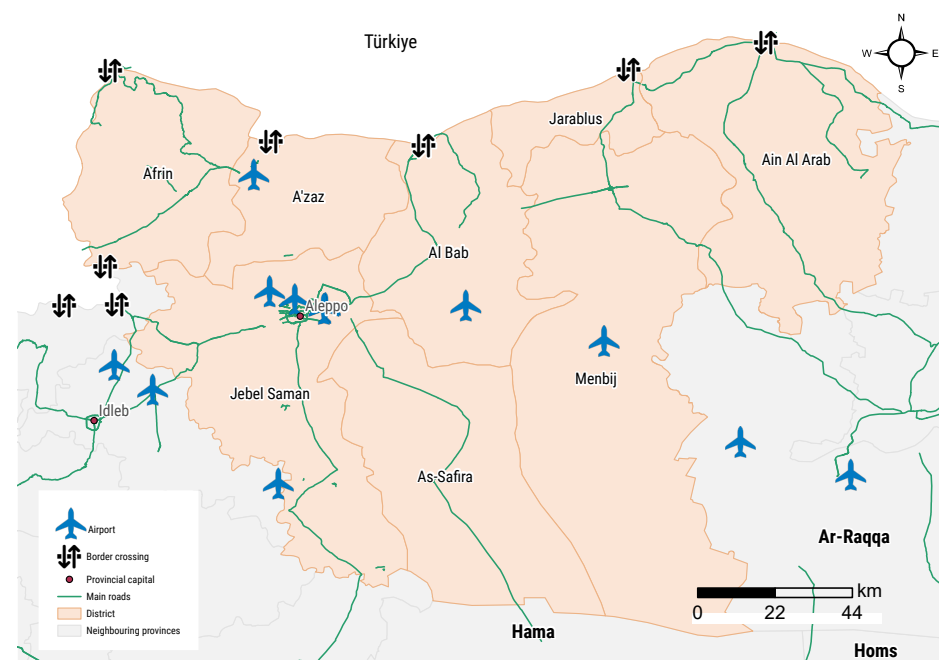 N
Türkiye
W
E
S
Jarablus
Ain Al Arab
Afrin
A'zaz
Al Bab
Aleppo
Menbij
Jebel Saman
Idleb
As-Safira
Airport
Border crossing
Provincial capital
Main roads
District
Neighbouring provinces
Ar-Raqqa
km
0
22
44
Hama
Homs